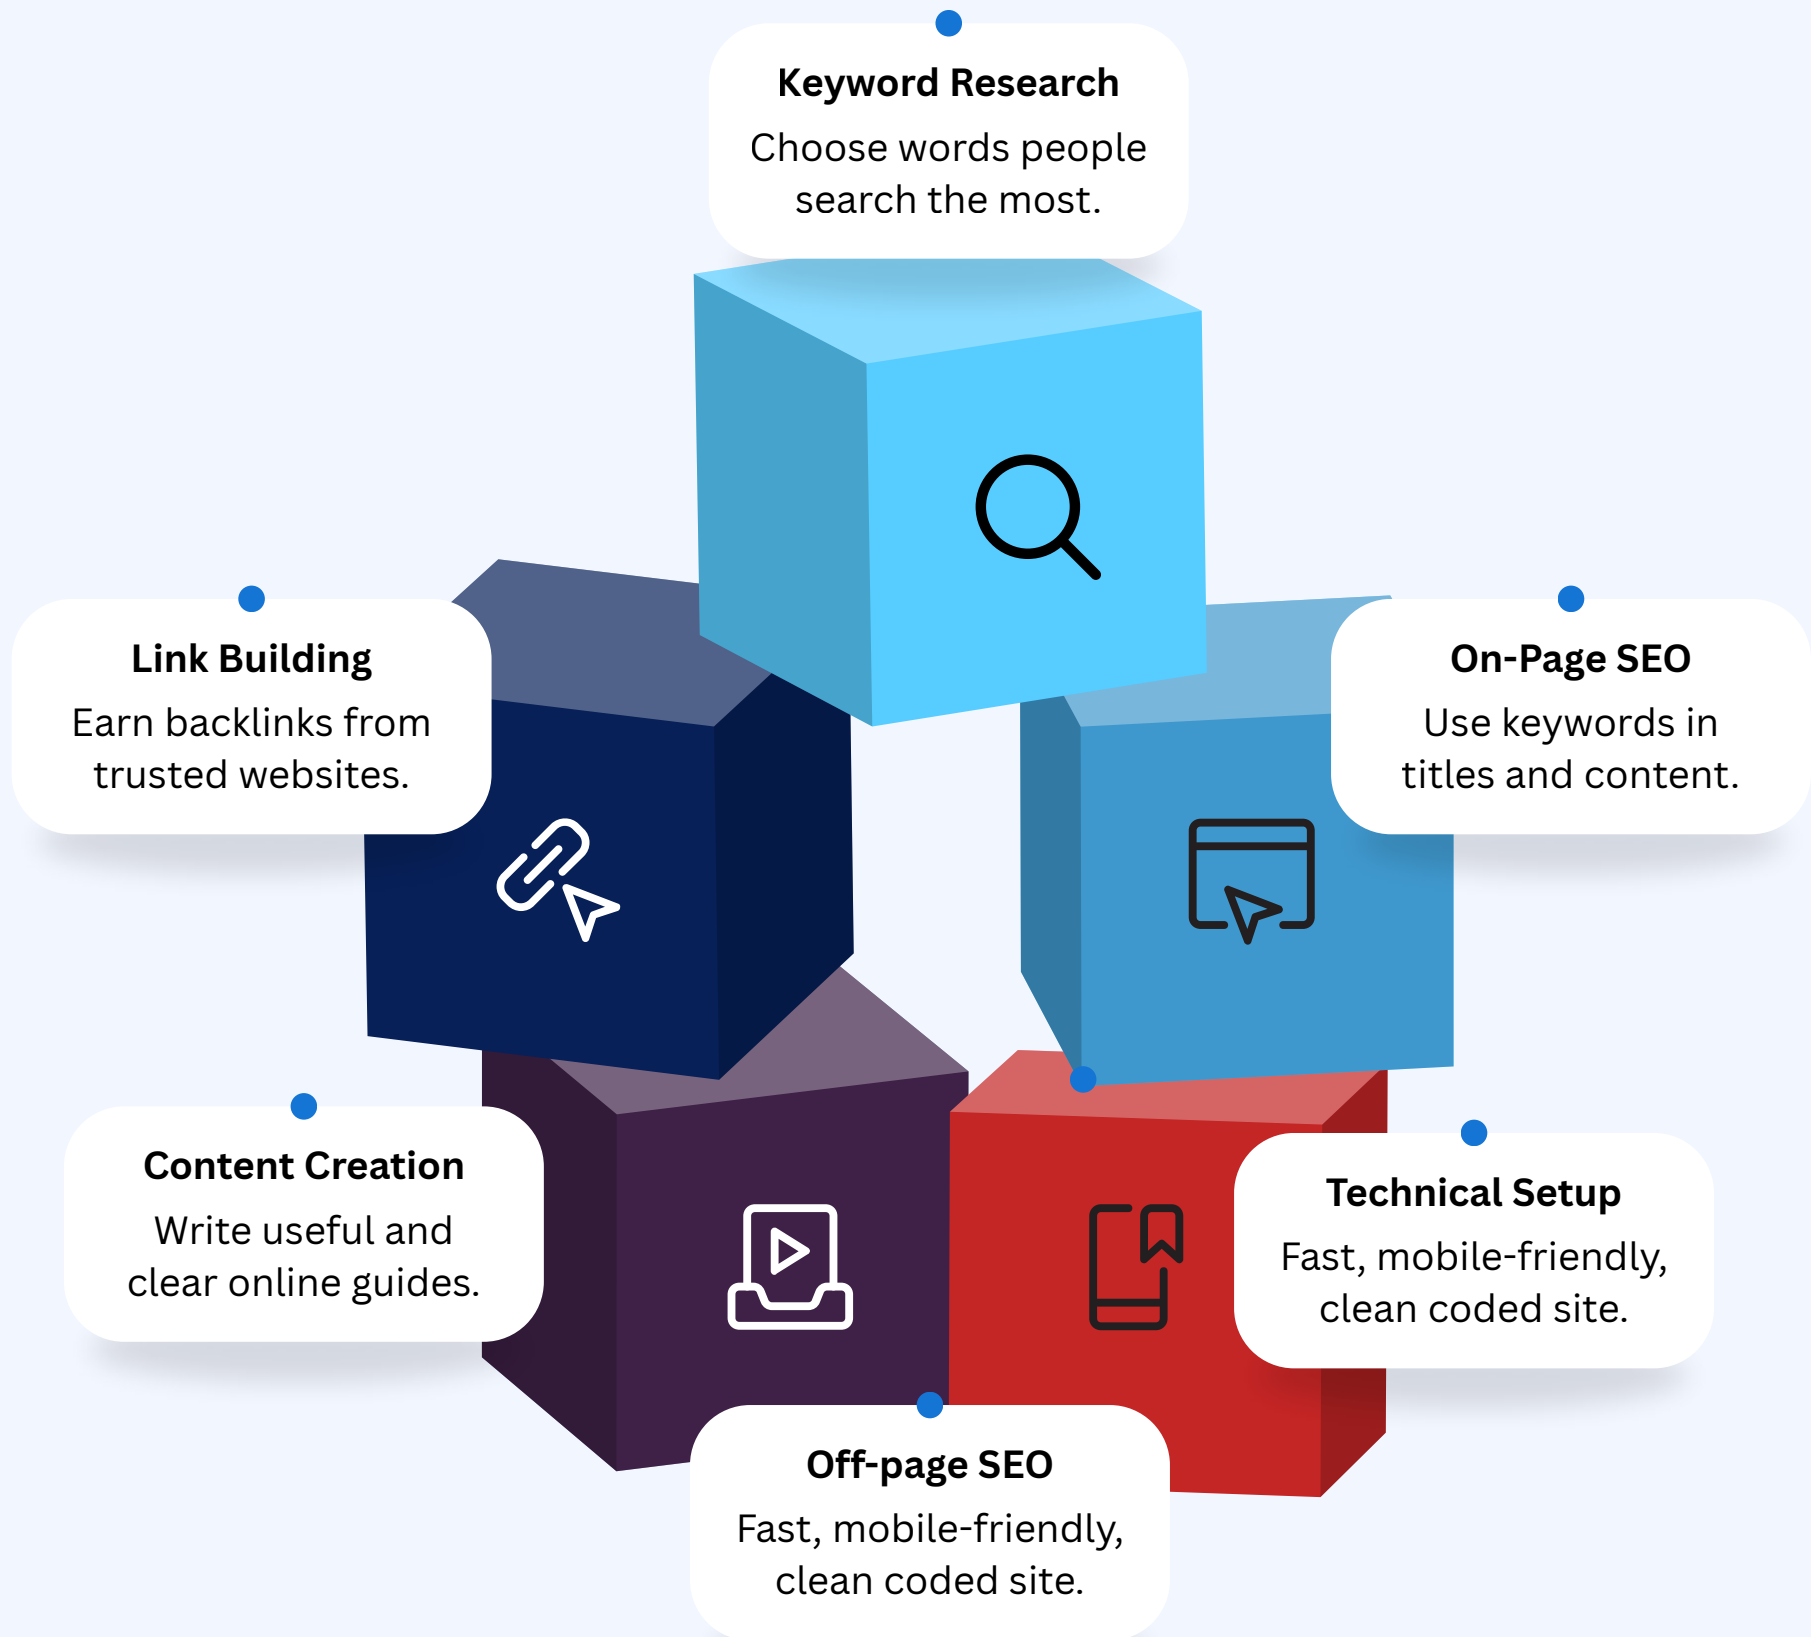 Keyword Research
Choose words people
search the most.
Link Building
Earn backlinks from
trusted websites.
On-Page SEO
Use keywords in
titles and content.
Content Creation
Write useful and
clear online guides.
Technical Setup
Fast, mobile-friendly,
clean coded site.
Off-page SEO
Fast, mobile-friendly,
clean coded site.